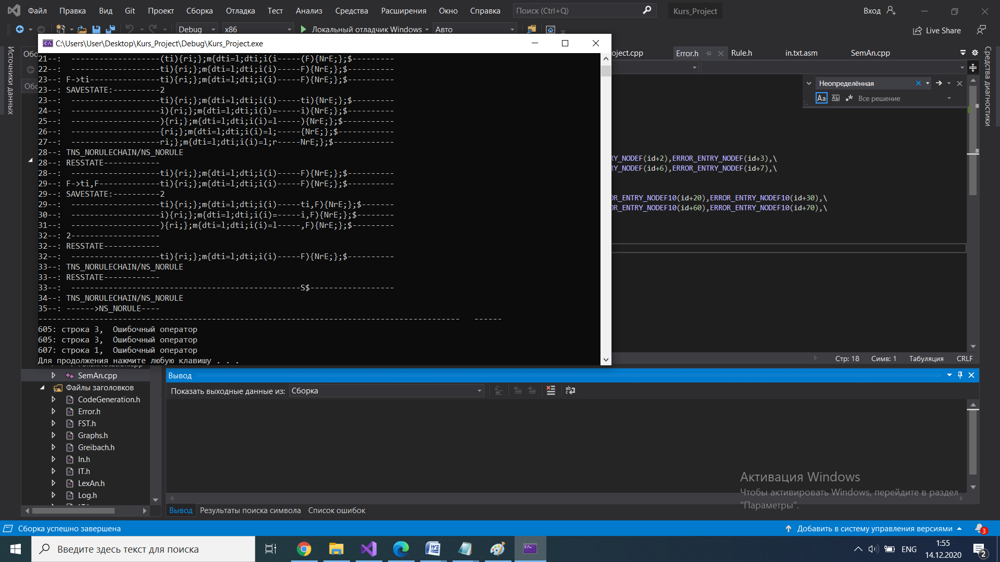 Файл Правка Вид Git Проект Сборка Отладка Тест Анализ Средства Расширения Окно Справка Поиск (Ctrl+Q) Kurs_Project Вход
Debug x86 Локальный отладчик Windows Авто Live Share
C:\Users\User\Desktop\Kurs_Project\Debug\Kurs_Project.exe
Источники данных
Обо
Обо
oject.cpp Error.h Rule.h in.txt.asm SemAn.cpp
Средства диагностики
Неопределённая
Aa Все решение
21--:  -------------------(ti){ri;};m{dti=l;dti;i(i-----(F){NrE;};$---------
22--:  -------------------ti){ri;};m{dti=l;dti;i(i)-----F){NrE;};$----------
23--: F->ti---------------ti){ri;};m{dti=l;dti;i(i)-----F){NrE;};$----------
23--: SAVESTATE:----------2
23--:  -------------------ti){ri;};m{dti=l;dti;i(i)-----ti){NrE;};$---------
24--:  -------------------i){ri;};m{dti=l;dti;i(i)=-----i){NrE;};$----------
25--:  -------------------){ri;};m{dti=l;dti;i(i)=l-----){NrE;};$-----------
26--:  -------------------{ri;};m{dti=l;dti;i(i)=l;-----{NrE;};$------------
27--:  -------------------ri;};m{dti=l;dti;i(i)=l;r-----NrE;};$-------------
28--: TNS_NORULECHAIN/NS_NORULE
28--: RESSTATE------------
28--:  -------------------ti){ri;};m{dti=l;dti;i(i)-----F){NrE;};$----------
29--: F->ti,F-------------ti){ri;};m{dti=l;dti;i(i)-----F){NrE;};$----------
29--: SAVESTATE:----------2
29--:  -------------------ti){ri;};m{dti=l;dti;i(i)-----ti,F){NrE;};$-------
30--:  -------------------i){ri;};m{dti=l;dti;i(i)=-----i,F){NrE;};$--------
31--:  -------------------){ri;};m{dti=l;dti;i(i)=l-----,F){NrE;};$---------
32--: 2-------------------
32--: RESSTATE------------
32--:  -------------------ti){ri;};m{dti=l;dti;i(i)-----F){NrE;};$----------
33--: TNS_NORULECHAIN/NS_NORULE
33--: RESSTATE------------
33--:  -------------------------------------------------S$------------------
34--: TNS_NORULECHAIN/NS_NORULE
35--: ------>NS_NORULE----
------------------------------------------------------------------------------------------   ------
605: строка 3,  Ошибочный оператор
605: строка 3,  Ошибочный оператор
607: строка 1,  Ошибочный оператор
Для продолжения нажмите любую клавишу . . .
RY_NODEF(id+2),ERROR_ENTRY_NODEF(id+3),\
RY_NODEF(id+6),ERROR_ENTRY_NODEF(id+7),\
OR_ENTRY_NODEF10(id+20),ERROR_ENTRY_NODEF10(id+30),\
OR_ENTRY_NODEF10(id+60),ERROR_ENTRY_NODEF10(id+70),\
Стр: 18 Симв: 1 Табуляция CRLF
SemAn.cpp
Файлы заголовков
CodeGeneration.h
Error.h
FST.h
Graphs.h
Greibach.h
In.h
IT.h
LexAn.h
Log.h
Вывод
Показать выходные данные из: Сборка
Активация Windows
Чтобы активировать Windows, перейдите в раздел
"Параметры".
Вывод Результаты поиска символа Список ошибок
Сборка успешно завершена Добавить в систему управления версиями 3
Введите здесь текст для поиска ENG 1:55
14.12.2020 2